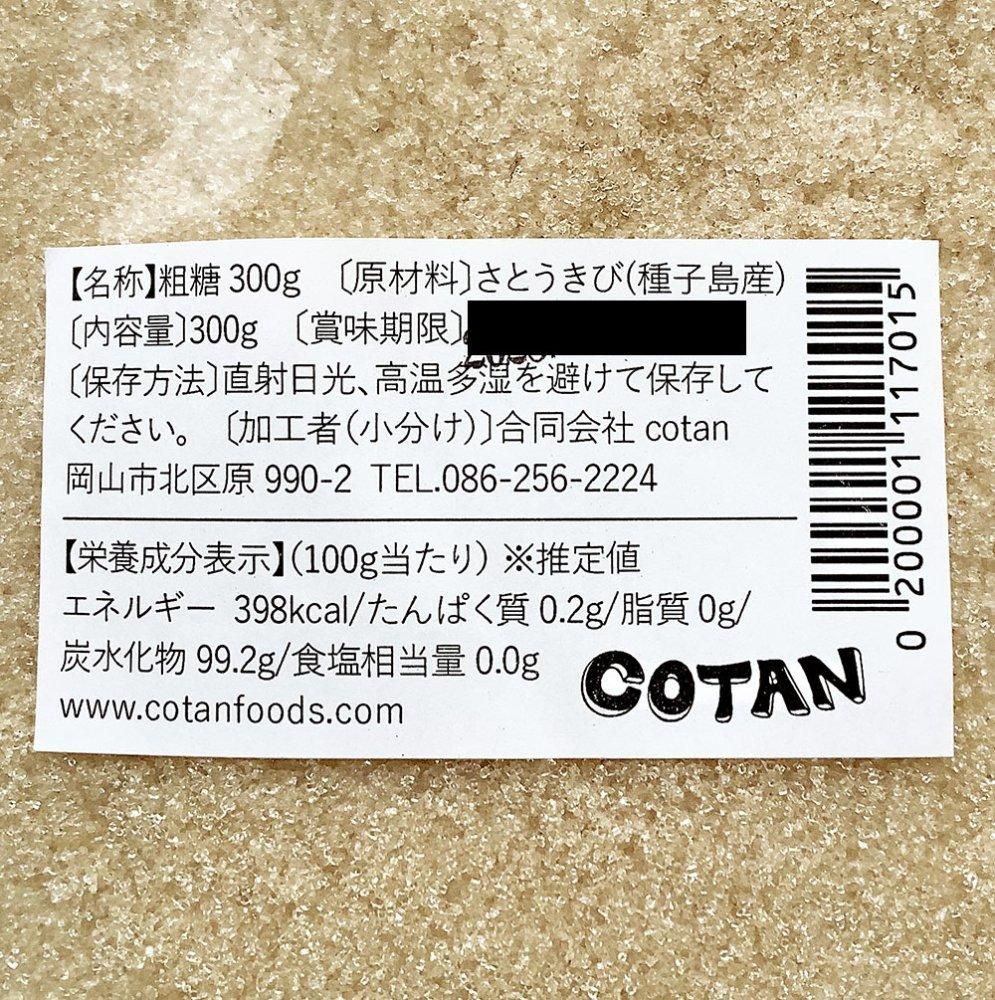 【名称】粗糖 300g 〔原材料〕さとうきび(種子島産)
〔内容量〕300g 〔賞味期限〕
〔保存方法〕直射日光、高温多湿を避けて保存して
ください。 〔加工者(小分け)〕合同会社 cotan
岡山市北区原 990-2 TEL.086-256-2224
【栄養成分表示】(100g当たり) ※推定値
エネルギー 398kcal/たんぱく質 0.2g/脂質 0g/
炭水化物 99.2g/食塩相当量 0.0g
www.cotanfoods.com
COTAN
0 200001 117015